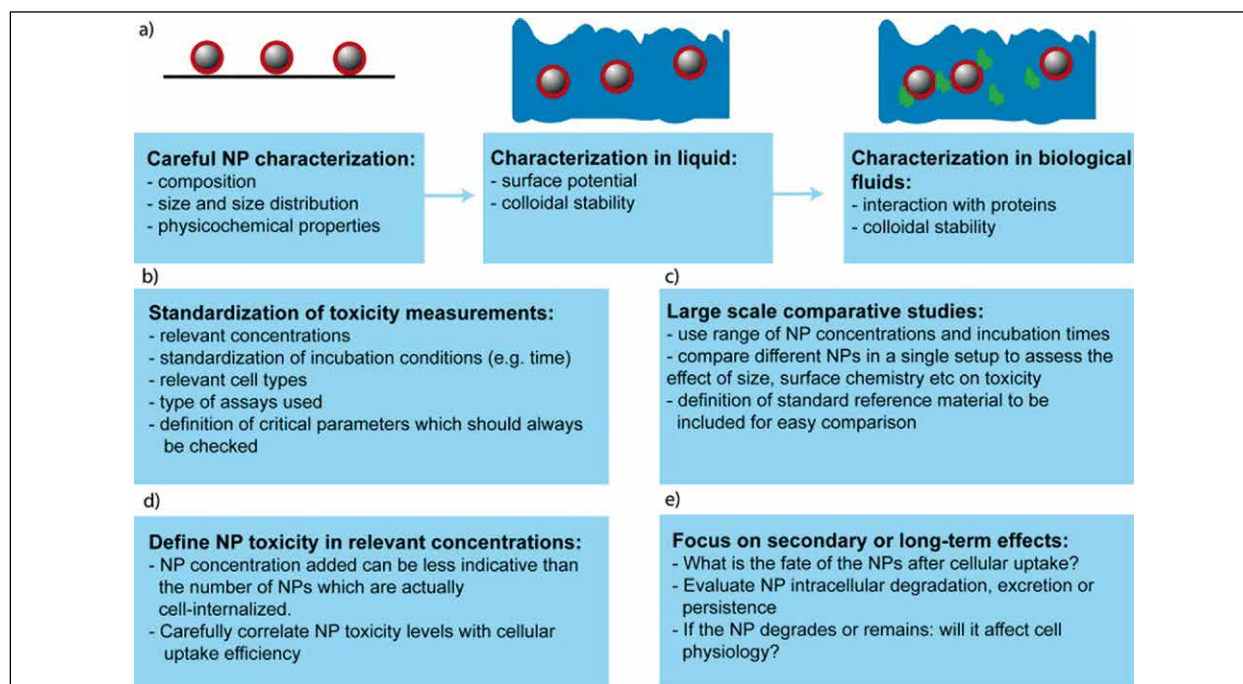 a)
Careful NP characterization:
- composition
- size and size distribution
- physicochemical properties
Characterization in liquid:
- surface potential
- colloidal stability
Characterization in biological
fluids:
- interaction with proteins
- colloidal stability
b)
Standardization of toxicity measurements:
- relevant concentrations
- standardization of incubation conditions (e.g. time)
- relevant cell types
- type of assays used
- definition of critical parameters which should always
be checked
c)
Large scale comparative studies:
- use range of NP concentrations and incubation times
- compare different NPs in a single setup to assess the
effect of size, surface chemistry etc on toxicity
- definition of standard reference material to be
included for easy comparison
d)
Define NP toxicity in relevant concentrations:
- NP concentration added can be less indicative than
the number of NPs which are actually
cell-internalized.
- Carefully correlate NP toxicity levels with cellular
uptake efficiency
e)
Focus on secondary or long-term effects:
- What is the fate of the NPs after cellular uptake?
- Evaluate NP intracellular degradation, excretion or
persistence
- If the NP degrades or remains: will it affect cell
physiology?